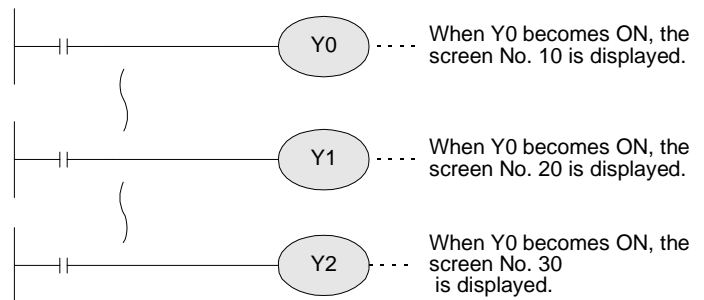 Y0
When Y0 becomes ON, the
screen No. 10 is displayed.
Y1
When Y0 becomes ON, the
screen No. 20 is displayed.
Y2
When Y0 becomes ON, the
screen No. 30
is displayed.